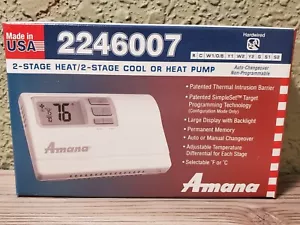 Made in
USA
2246007
2-STAGE HEAT/2-STAGE COOL OR HEAT PUMP
Hardwired
Auto-Changeover
Non-Programmable
• Patented Thermal Intrusion Barrier
• Patented SimpleSet™ Target
Programming Technology
(Configuration Mode Only)
• Large Display with Backlight
• Permanent Memory
• Auto or Manual Changeover
• Adjustable Temperature
Differential for Each Stage
• Selectable °F or °C
76
Amana
Amana